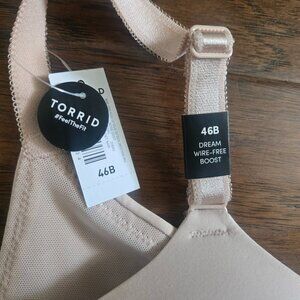 TORRID
#FeelTheFit
46B
46B
DREAM
WIRE-FREE
BOOST